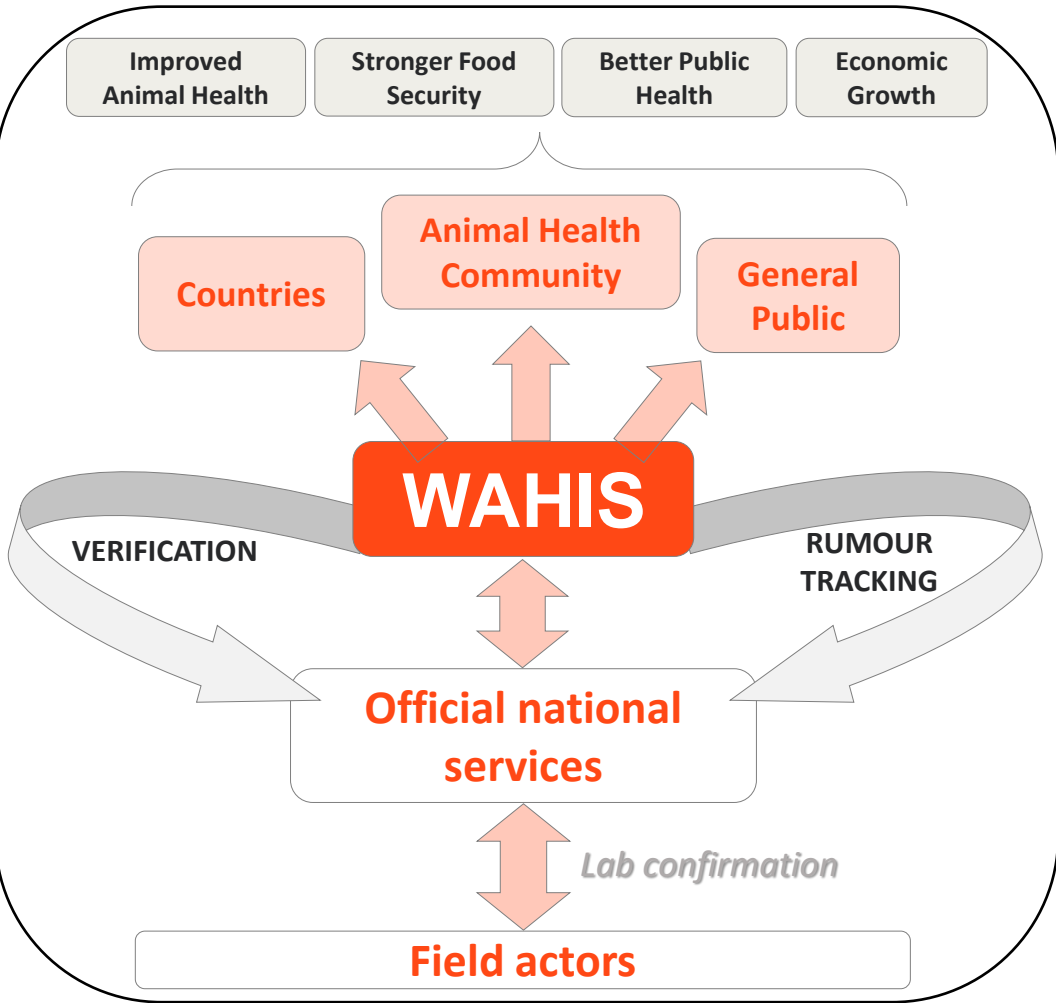 Improved
Animal Health
Stronger Food
Security
Better Public
Health
Economic
Growth
Countries
Animal Health
Community
General
Public
WAHIS
VERIFICATION
RUMOUR
TRACKING
Official national
services
Lab confirmation
Field actors